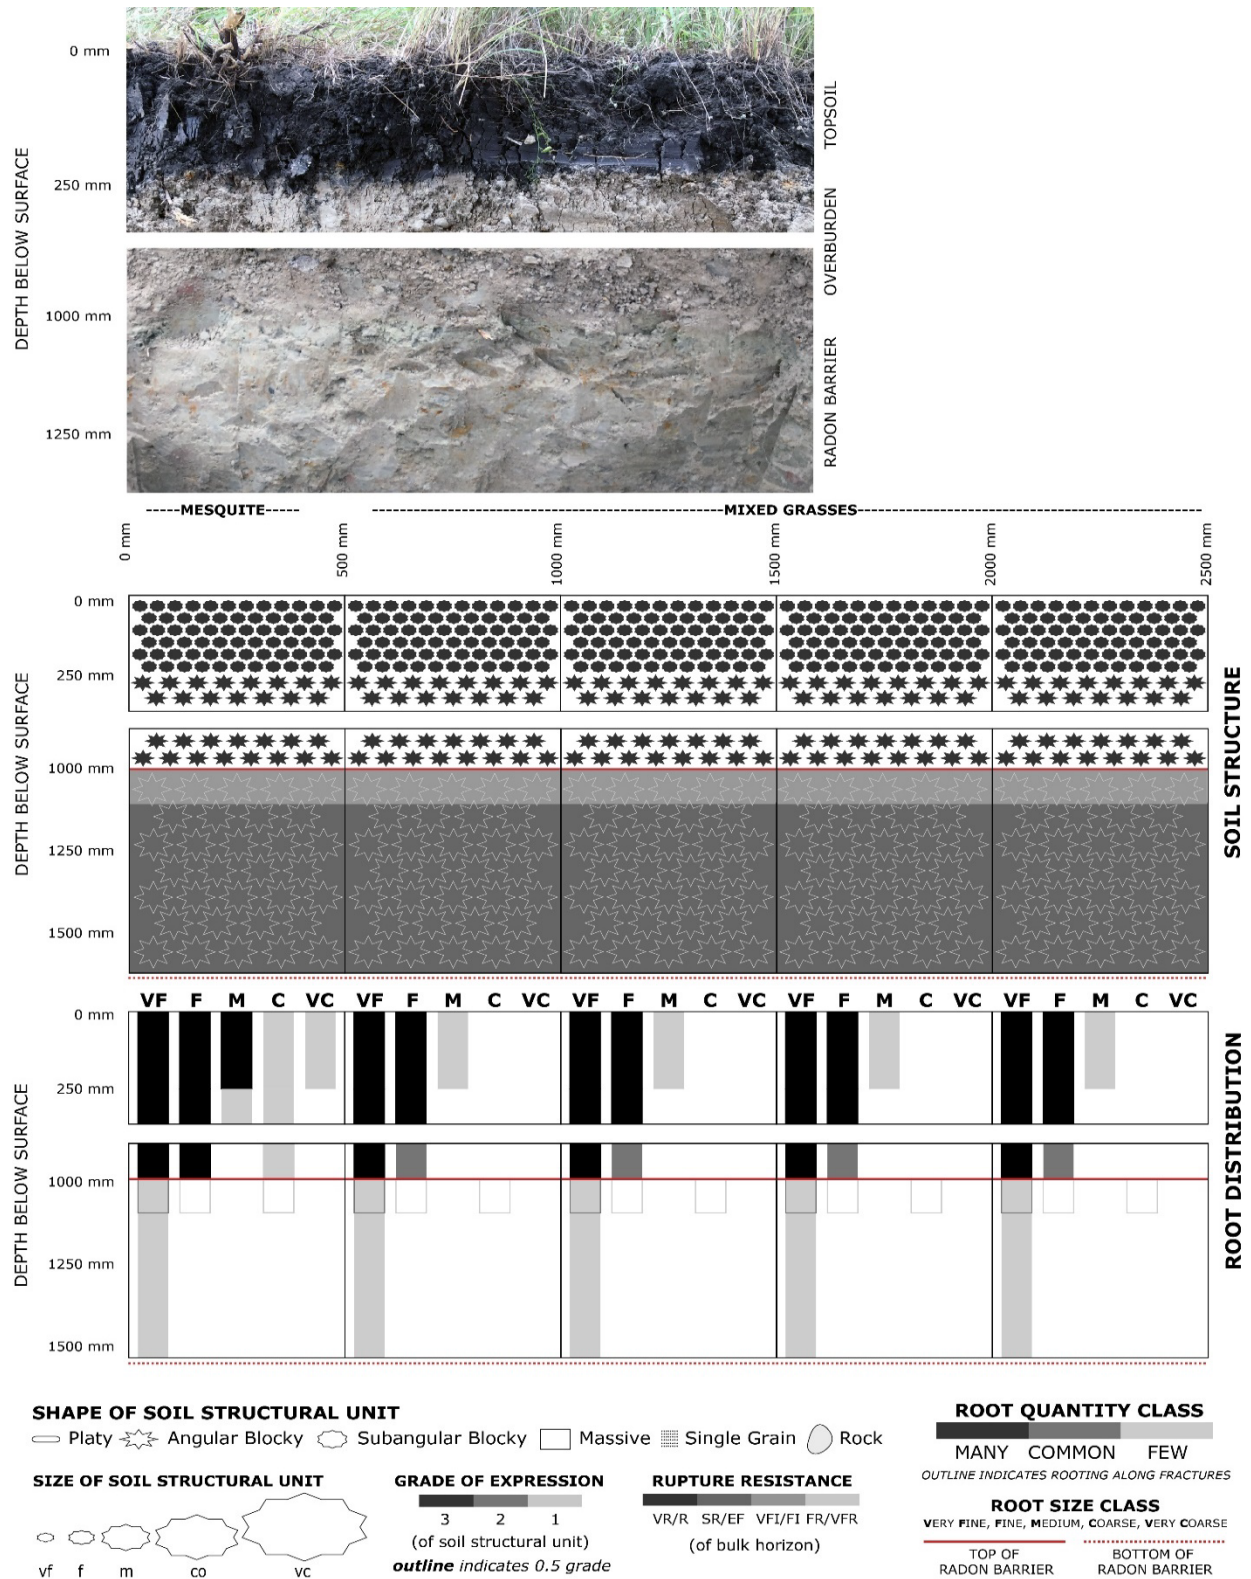 0 mm
250 mm
1000 mm
1250 mm
DEPTH BELOW SURFACE
TOPSOIL
OVERBURDEN
RADON BARRIER
-----MESQUITE-----
---MIXED GRASSES---
0 mm
500 mm
1000 mm
1500 mm
2000 mm
2500 mm
0 mm
250 mm
1000 mm
1250 mm
1500 mm
DEPTH BELOW SURFACE
SOIL STRUCTURE
VF F M C VC VF F M C VC VF F M C VC VF F M C VC VF F M C VC
0 mm
250 mm
1000 mm
1250 mm
1500 mm
DEPTH BELOW SURFACE
ROOT DISTRIBUTION
SHAPE OF SOIL STRUCTURAL UNIT
Platy Angular Blocky Subangular Blocky Massive Single Grain Rock
SIZE OF SOIL STRUCTURAL UNIT
vf f m co vc
GRADE OF EXPRESSION
3 2 1
(of soil structural unit)
outline indicates 0.5 grade
RUPTURE RESISTANCE
VR/R SR/EF VFI/FI FR/VFR
(of bulk horizon)
ROOT QUANTITY CLASS
MANY COMMON FEW
OUTLINE INDICATES ROOTING ALONG FRACTURES
ROOT SIZE CLASS
VERY FINE, FINE, MEDIUM, COARSE, VERY COARSE
TOP OF
RADON BARRIER
BOTTOM OF
RADON BARRIER